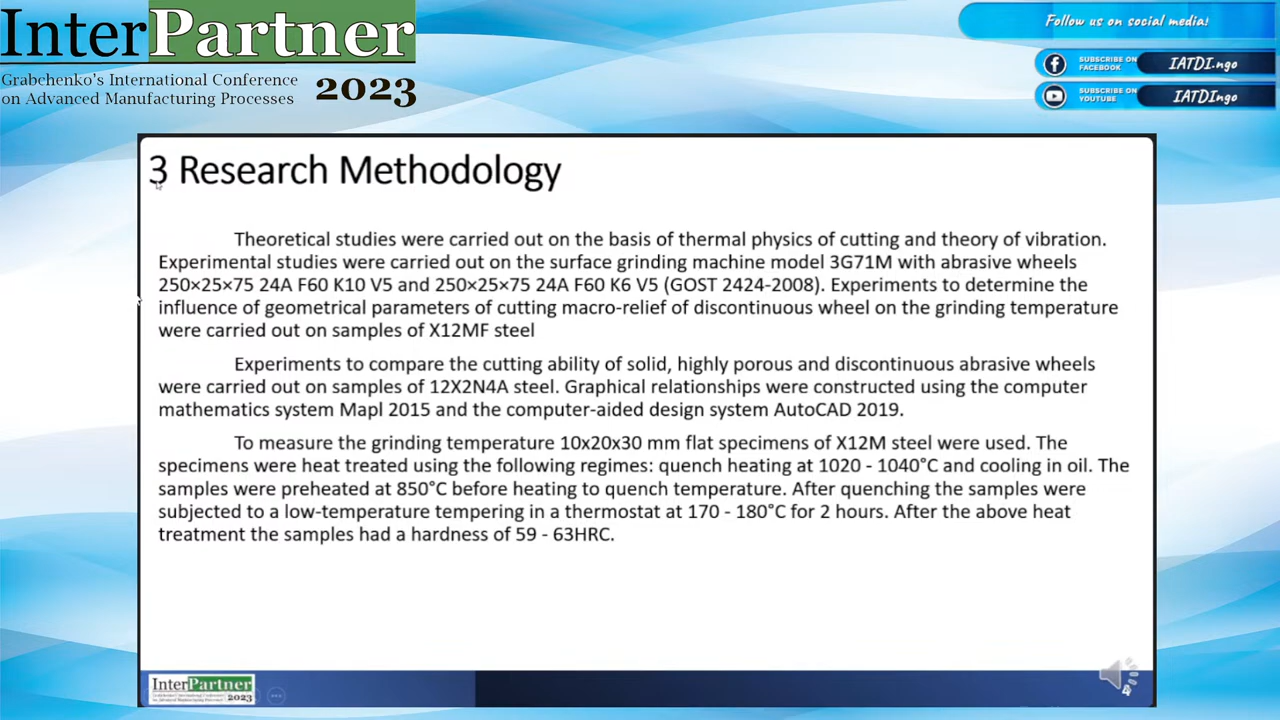 InterPartner
Grabchenko's International Conference
on Advanced Manufacturing Processes
2023
Follow us on social media!
SUBSCRIBE ON
FACEBOOK
IATDI.ngo
SUBSCRIBE ON
YOUTUBE
IATDIngo
3 Research Methodology
Theoretical studies were carried out on the basis of thermal physics of cutting and theory of vibration.
Experimental studies were carried out on the surface grinding machine model 3G71M with abrasive wheels
250×25×75 24A F60 K10 V5 and 250×25×75 24A F60 K6 V5 (GOST 2424-2008). Experiments to determine the
influence of geometrical parameters of cutting macro-relief of discontinuous wheel on the grinding temperature
were carried out on samples of X12MF steel
Experiments to compare the cutting ability of solid, highly porous and discontinuous abrasive wheels
were carried out on samples of 12X2N4A steel. Graphical relationships were constructed using the computer
mathematics system Mapl 2015 and the computer-aided design system AutoCAD 2019.
To measure the grinding temperature 10x20x30 mm flat specimens of X12M steel were used. The
specimens were heat treated using the following regimes: quench heating at 1020 - 1040°C and cooling in oil. The
samples were preheated at 850°C before heating to quench temperature. After quenching the samples were
subjected to a low-temperature tempering in a thermostat at 170 - 180°C for 2 hours. After the above heat
treatment the samples had a hardness of 59 - 63HRC.
InterPartner
2023